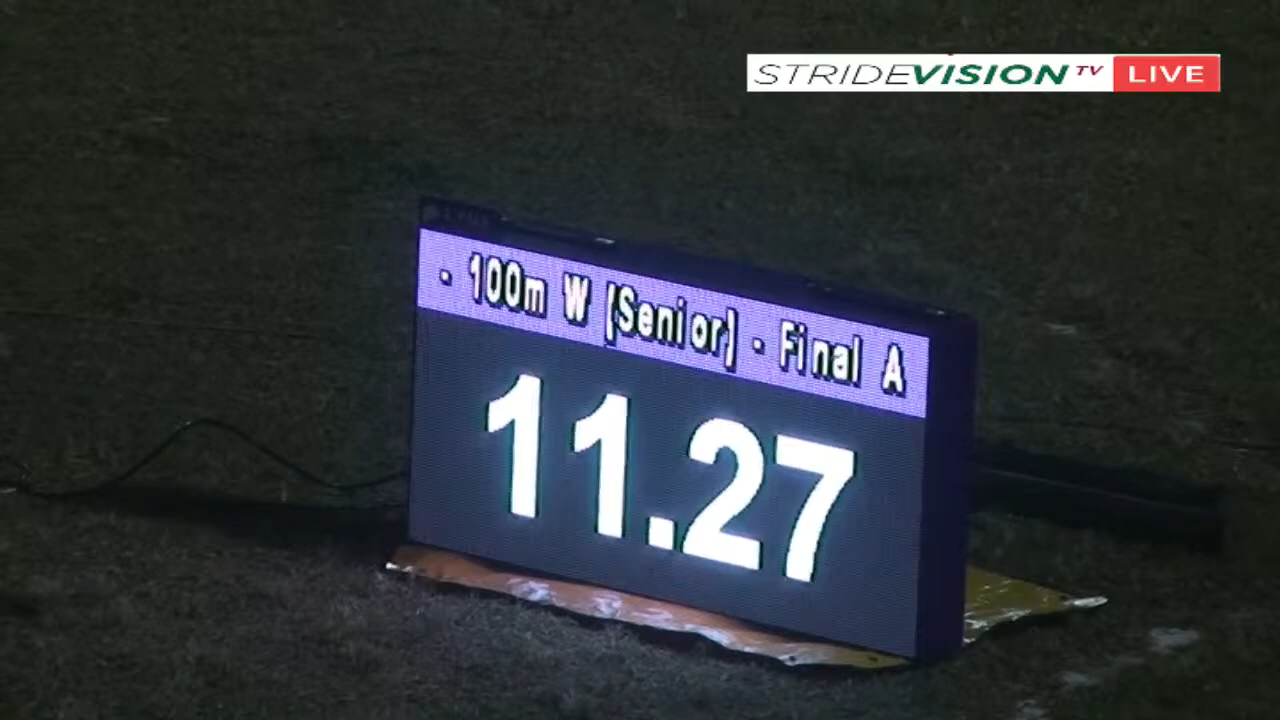 STRIDEVISION TV LIVE
- 100m W (Senior) - Final A
11.27